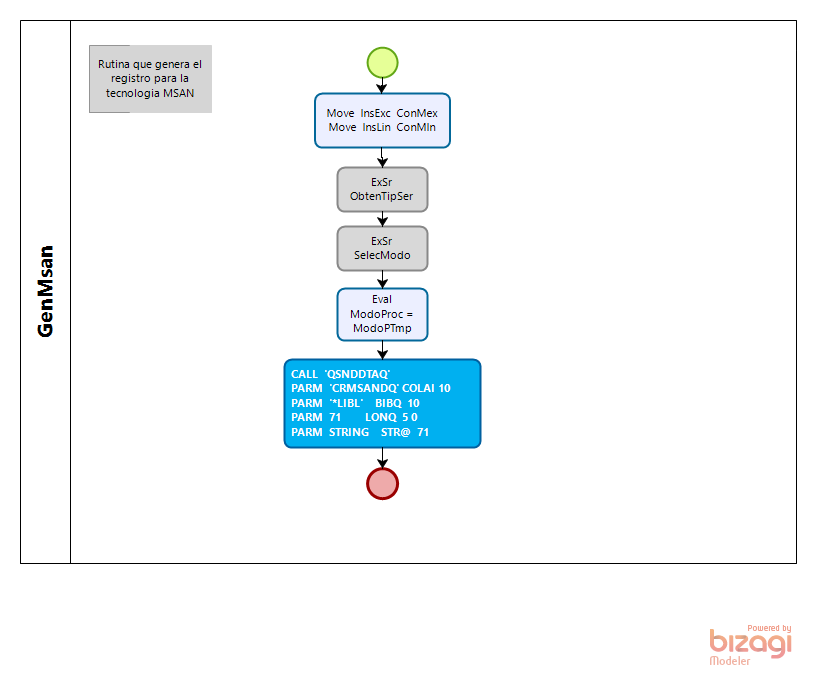 Rutina que genera el
registro para la
tecnologia MSAN
GenMsan
Move InsExc ConMex
Move InsLin ConMln
ExSr
ObtenTipSer
ExSr
SelecModo
Eval
ModoProc =
ModoPTmp
CALL 'QSNDDTAQ'
PARM 'CRMSANDQ' COLAI 10
PARM '*LIBL' BIBQ 10
PARM 71 LONQ 5 0
PARM STRING STR@ 71
Powered by
bizagi
Modeler